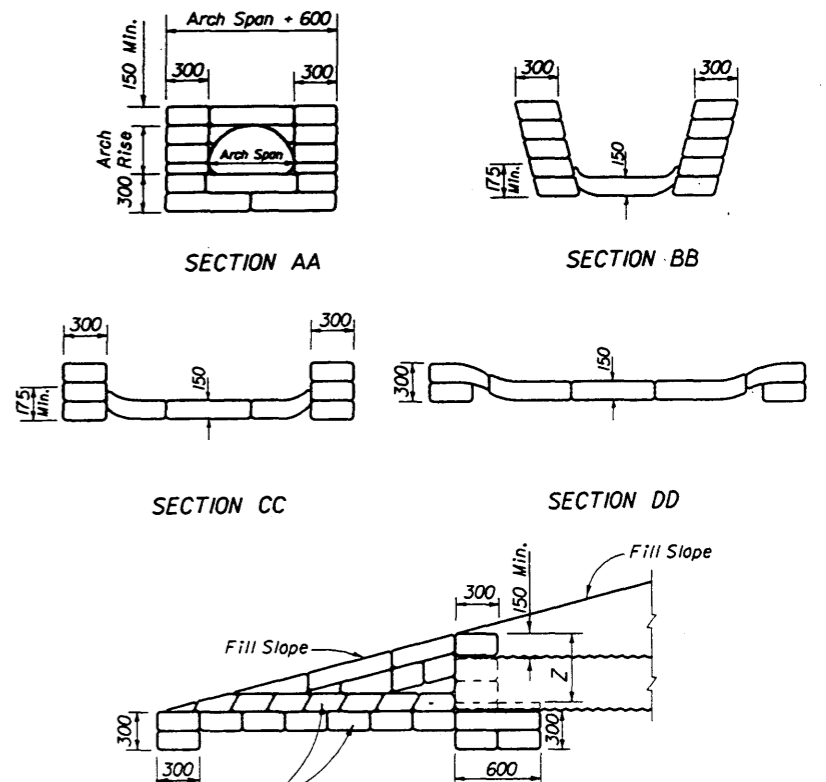 Arch Span + 600
150 Min.
300
300
Arch Rise
Arch Span
300
SECTION AA
300
300
150
175 Min.
SECTION BB
300
300
150
175 Min.
SECTION CC
300
150
SECTION DD
Fill Slope
300
150 Min.
Fill Slope
Z
300
300
300
600